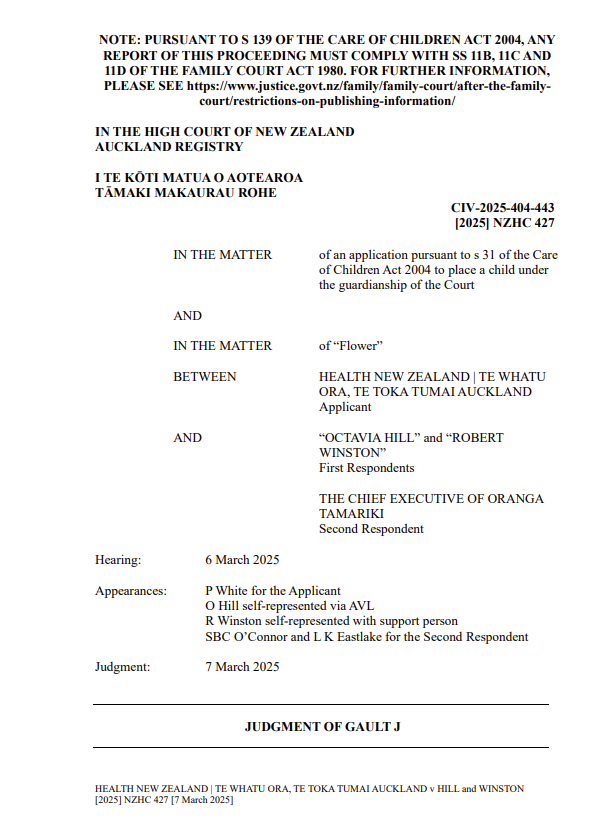 NOTE: PURSUANT TO S 139 OF THE CARE OF CHILDREN ACT 2004, ANY
REPORT OF THIS PROCEEDING MUST COMPLY WITH SS 11B, 11C AND
11D OF THE FAMILY COURT ACT 1980. FOR FURTHER INFORMATION,
PLEASE SEE https://www.justice.govt.nz/family/family-court/after-the-family-
court/restrictions-on-publishing-information/
IN THE HIGH COURT OF NEW ZEALAND
AUCKLAND REGISTRY
I TE KŌTI MATUA O AOTEAROA
TĀMAKI MAKAURAU ROHE
CIV-2025-404-443
[2025] NZHC 427
IN THE MATTER of an application pursuant to s 31 of the Care
of Children Act 2004 to place a child under
the guardianship of the Court
AND
IN THE MATTER of “Flower”
BETWEEN HEALTH NEW ZEALAND | TE WHATU
ORA, TE TOKA TUMAI AUCKLAND
Applicant
AND “OCTAVIA HILL” and “ROBERT
WINSTON”
First Respondents
THE CHIEF EXECUTIVE OF ORANGA
TAMARIKI
Second Respondent
Hearing: 6 March 2025
Appearances: P White for the Applicant
O Hill self-represented via AVL
R Winston self-represented with support person
SBC O’Connor and L K Eastlake for the Second Respondent
Judgment: 7 March 2025
JUDGMENT OF GAULT J
HEALTH NEW ZEALAND | TE WHATU ORA, TE TOKA TUMAI AUCKLAND v HILL and WINSTON
[2025] NZHC 427 [7 March 2025]